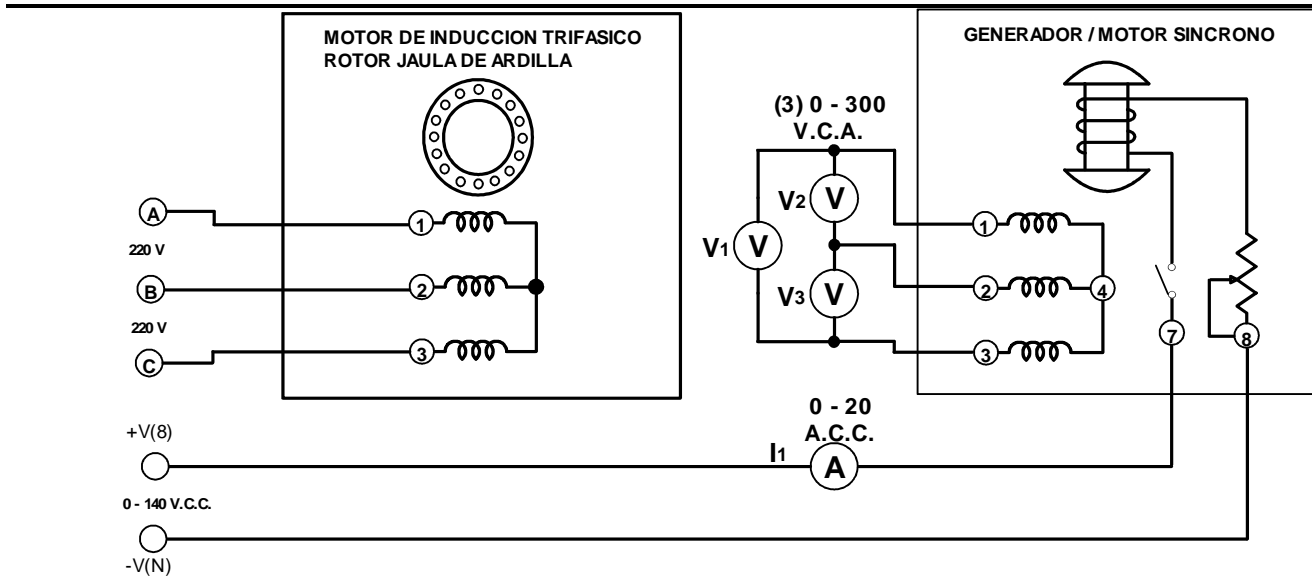 MOTOR DE INDUCCION TRIFASICO
ROTOR JAULA DE ARDILLA
A
220 V
B
220 V
C
1
2
3
(3) 0 - 300
V.C.A.
V1
V
V2
V
V3
V
GENERADOR / MOTOR SINCRONO
1
2
3
4
7
8
+V(8)
0 - 140 V.C.C.
-V(N)
0 - 20
A.C.C.
I1
A